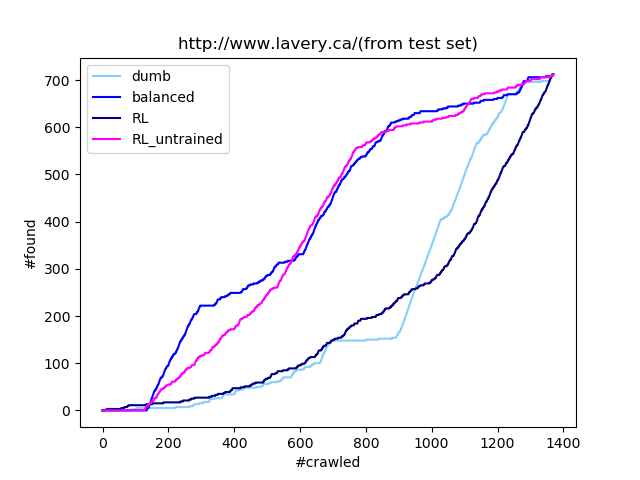 http://www.lavery.ca/(from test set)
dumb
balanced
RL
RL_untrained
#found
700
600
500
400
300
200
100
0
0 200 400 600 800 1000 1200 1400
#crawled